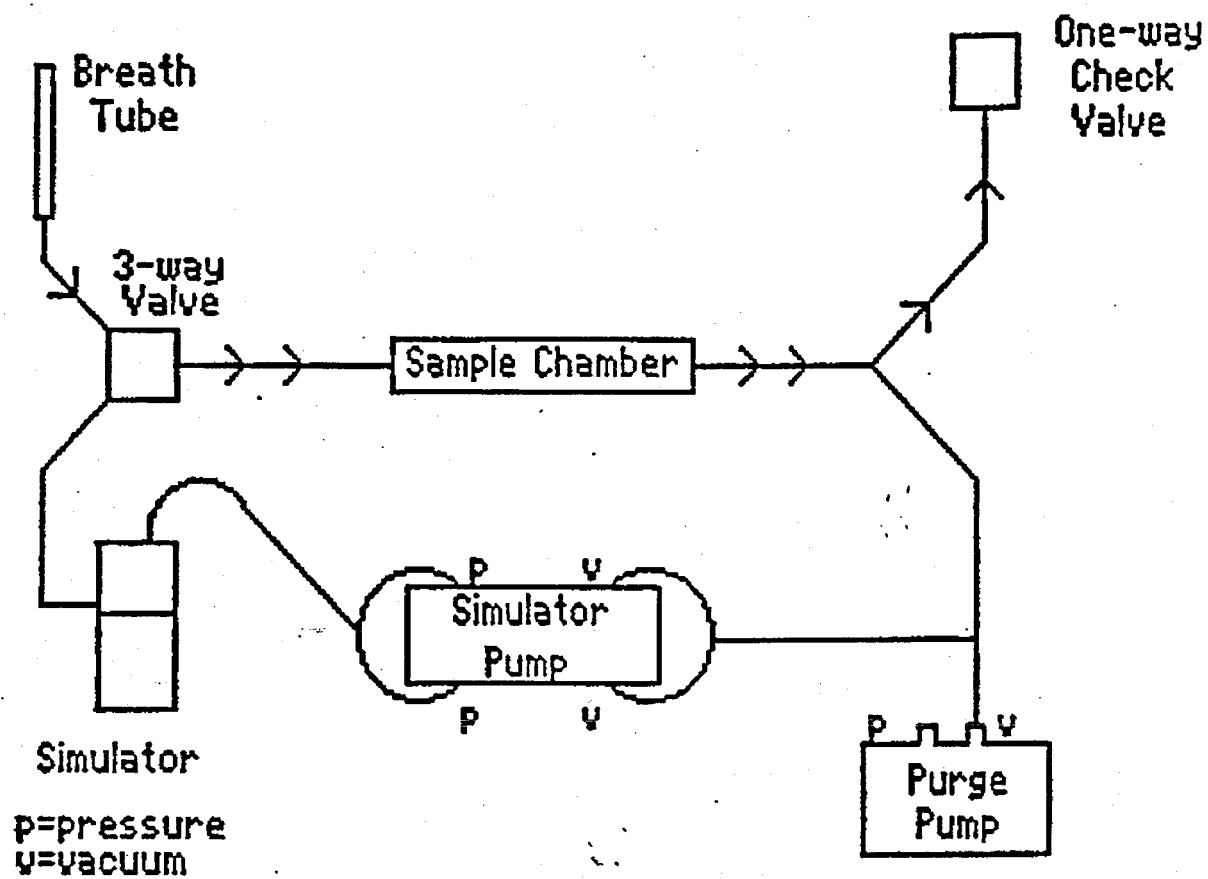 Breath
Tube
One-way
Check
Valve
3-way
Valve
Sample Chamber
p v
Simulator
Pump
p v
Simulator
p v
Purge
Pump
p=pressure
v=vacuum